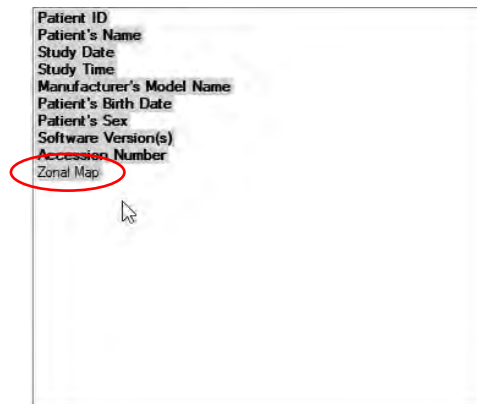 Patient ID
Patient's Name
Study Date
Study Time
Manufacturer's Model Name
Patient's Birth Date
Patient's Sex
Software Version(s)
Accession Number
Zonal Map